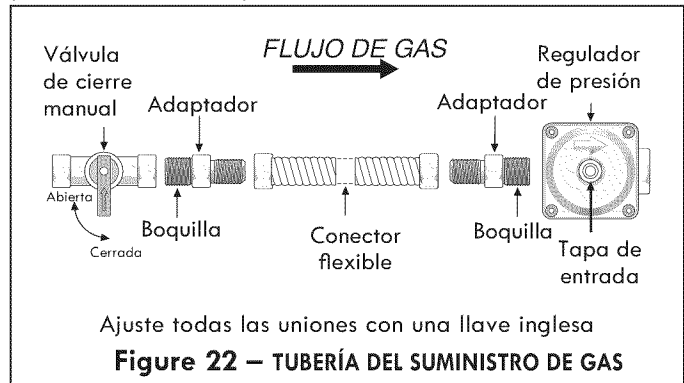 FLUJO DE GAS
Válvula
de cierre
manual
Adaptador
Adaptador
Regulador
de presión
Abierta
Cerrada
Boquilla
Conector
flexible
Boquilla
Tapa de
entrada
Ajuste todas las uniones con una llave inglesa
Figure 22 – TUBERÍA DEL SUMINISTRO DE GAS